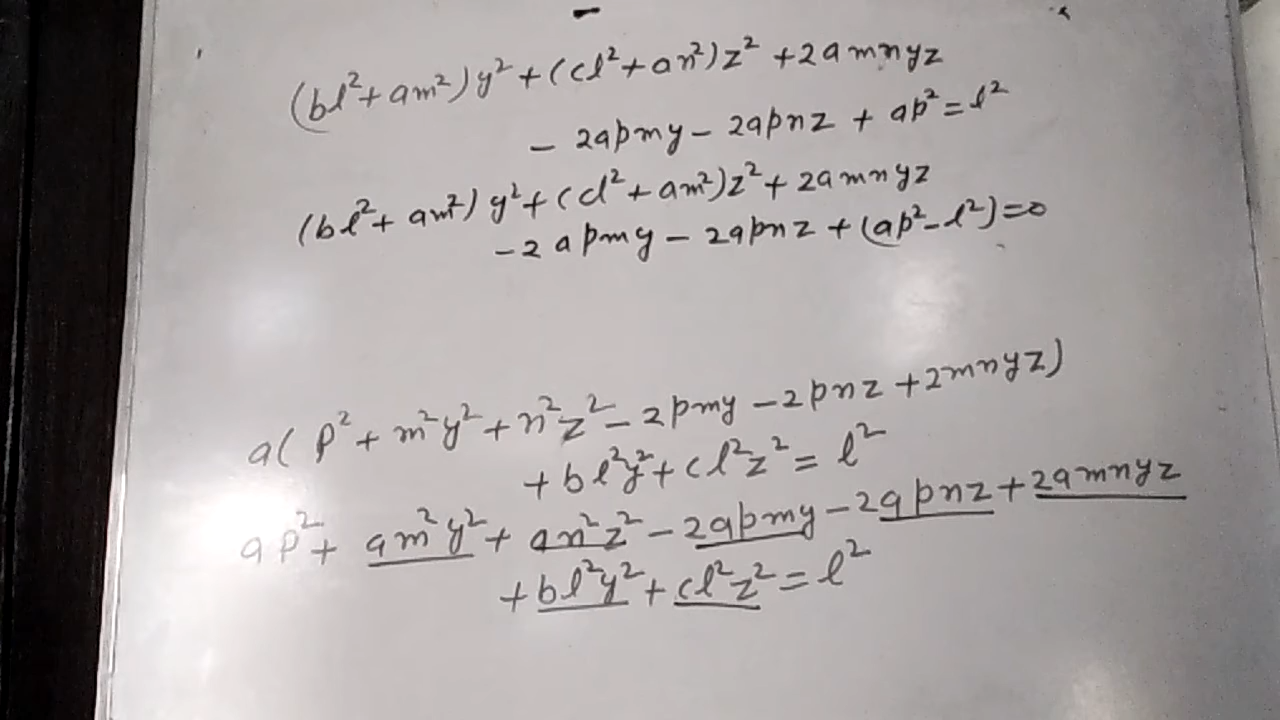 (bl²+am²)y²+(cl²+an²)z²+2amnyz
- 2apmy - 2apnz + ap² = l²
(bl²+am²)y²+(cl²+am²)z²+2amnyz
-2apmy - 2apnz + (ap²-l²)=0
a(p²+m²y²+n²z²-2pmy-2pnz+2mnyz)
+bl²y²+cl²z² = l²
ap²+am²y²+an²z²-2apmy-2apnz+2amnyz
+bl²y²+cl²z² = l²